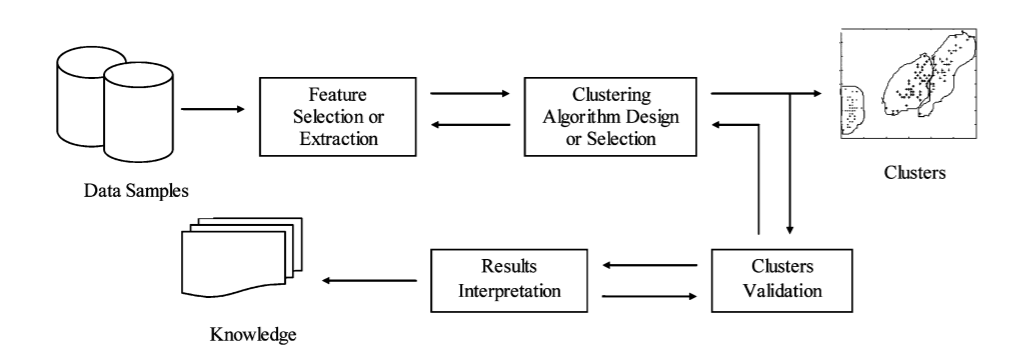 Feature
Selection or
Extraction
Clustering
Algorithm Design
or Selection
Clusters
Data Samples
Results
Interpretation
Clusters
Validation
Knowledge